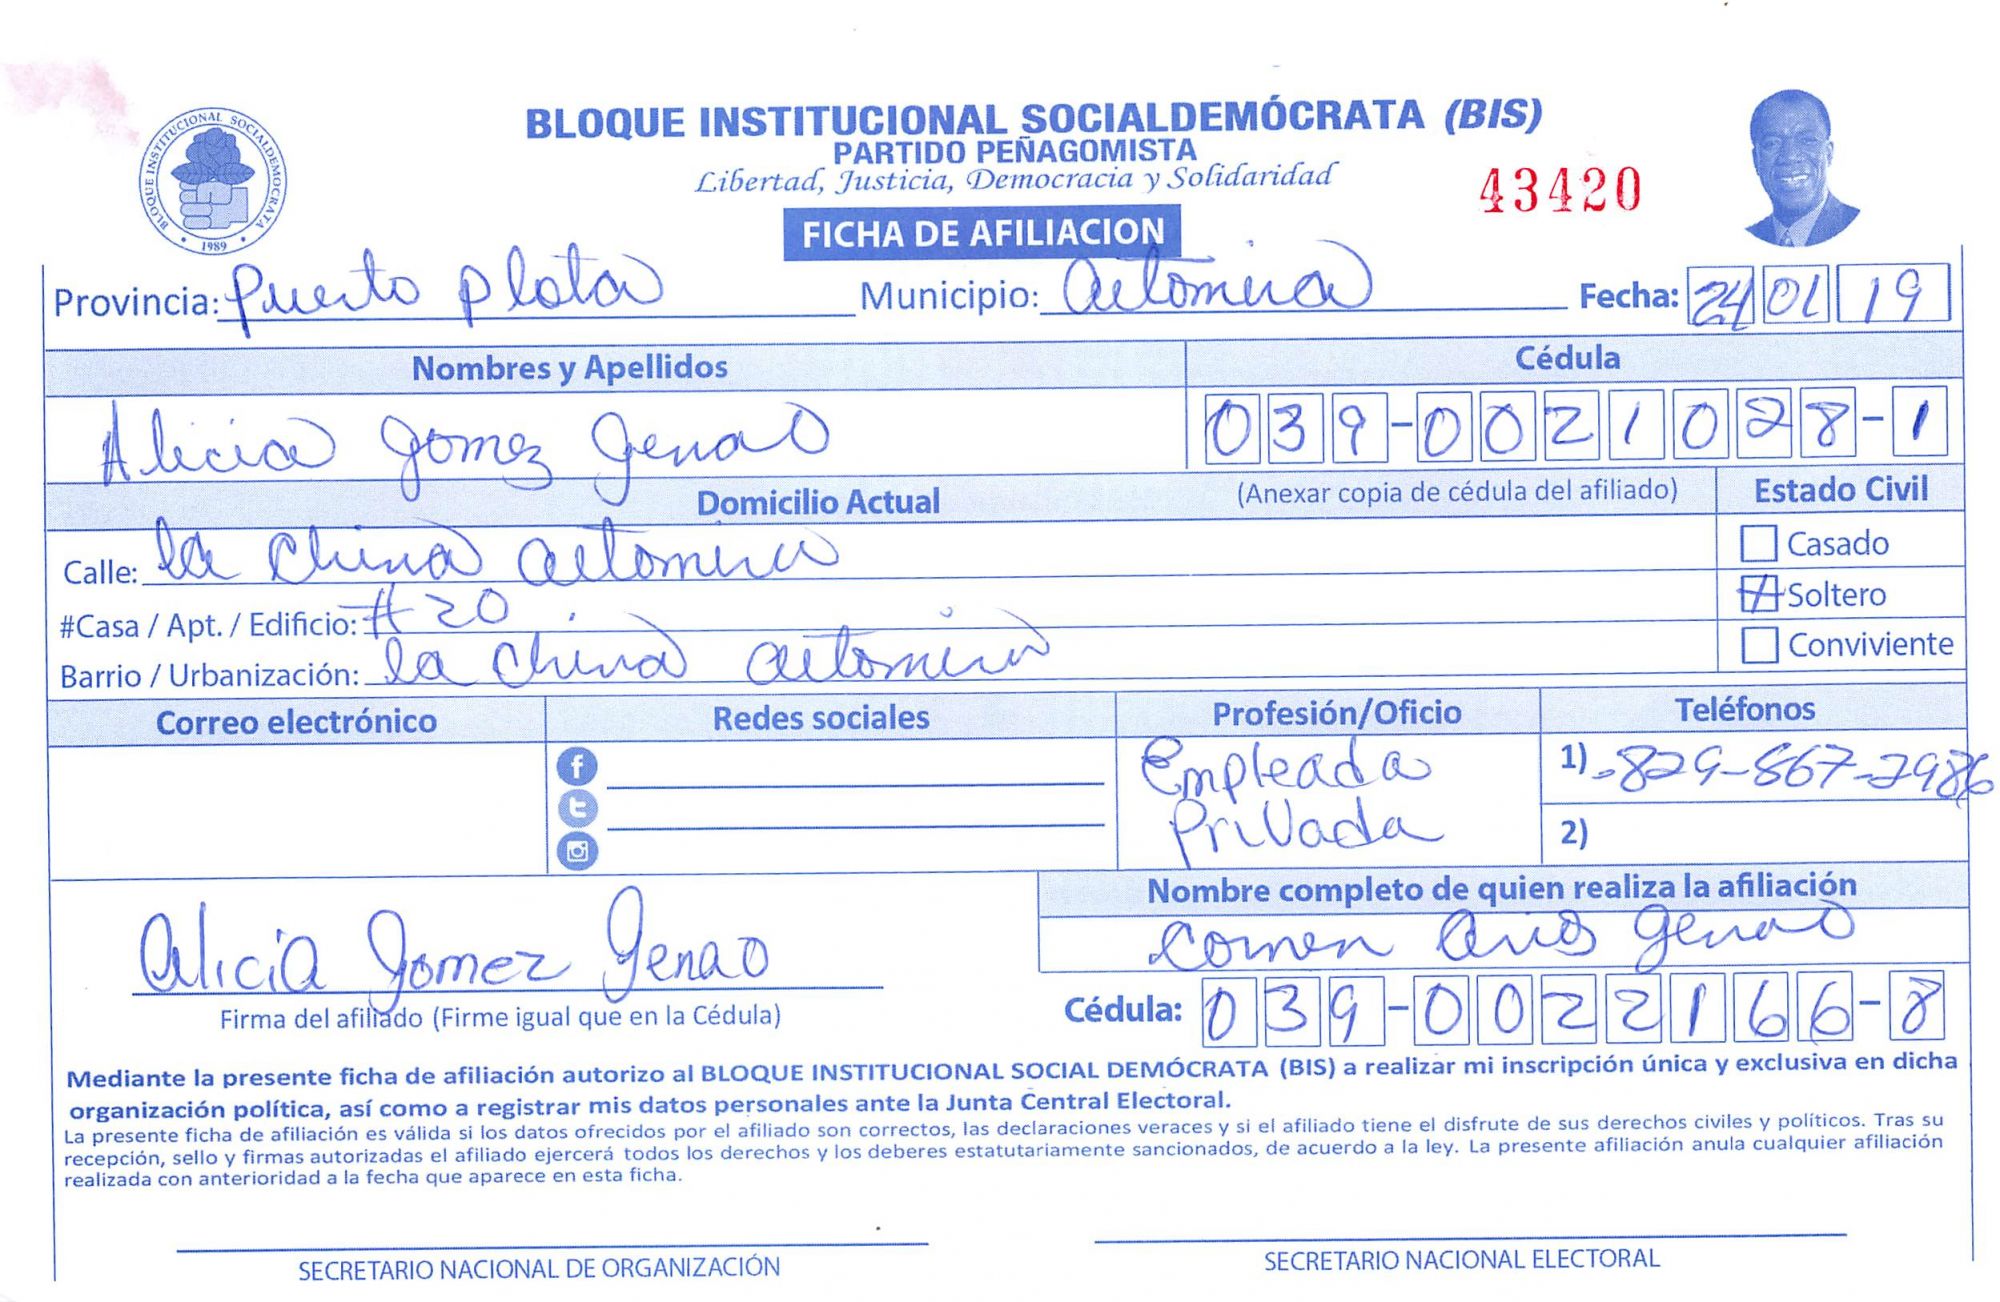 BLOQUE INSTITUCIONAL SOCIALDEMÓCRATA (BIS)
PARTIDO PEÑAGOMISTA
Libertad, Justicia, Democracia y Solidaridad
43420
BLOQUE INSTITUCIONAL SOCIALDEMOCRATA
1989
FICHA DE AFILIACION
Provincia: Puerto Plata Municipio: Altamira Fecha: 24 01 19
Nombres y Apellidos Cédula
Alicia Gomez Genao 039-0021028-1
Domicilio Actual (Anexar copia de cédula del afiliado) Estado Civil
Calle: la China Altamira Casado
#Casa / Apt. / Edificio: #20 Soltero
Barrio / Urbanización: la China Altamira Conviviente
Correo electrónico Redes sociales Profesión/Oficio Teléfonos
Empleada 1) 829-867-2986
Privada 2)
Nombre completo de quien realiza la afiliación
Alicia Gomez Genao Genao
Firma del afiliado (Firme igual que en la Cédula) Cédula: 039-0022166-8
Mediante la presente ficha de afiliación autorizo al BLOQUE INSTITUCIONAL SOCIAL DEMÓCRATA (BIS) a realizar mi inscripción única y exclusiva en dicha
organización política, así como a registrar mis datos personales ante la Junta Central Electoral.
La presente ficha de afiliación es válida si los datos ofrecidos por el afiliado son correctos, las declaraciones veraces y si el afiliado tiene el disfrute de sus derechos civiles y políticos. Tras su
recepción, sello y firmas autorizadas el afiliado ejercerá todos los derechos y los deberes estatutariamente sancionados, de acuerdo a la ley. La presente afiliación anula cualquier afiliación
realizada con anterioridad a la fecha que aparece en esta ficha.
SECRETARIO NACIONAL DE ORGANIZACIÓN SECRETARIO NACIONAL ELECTORAL